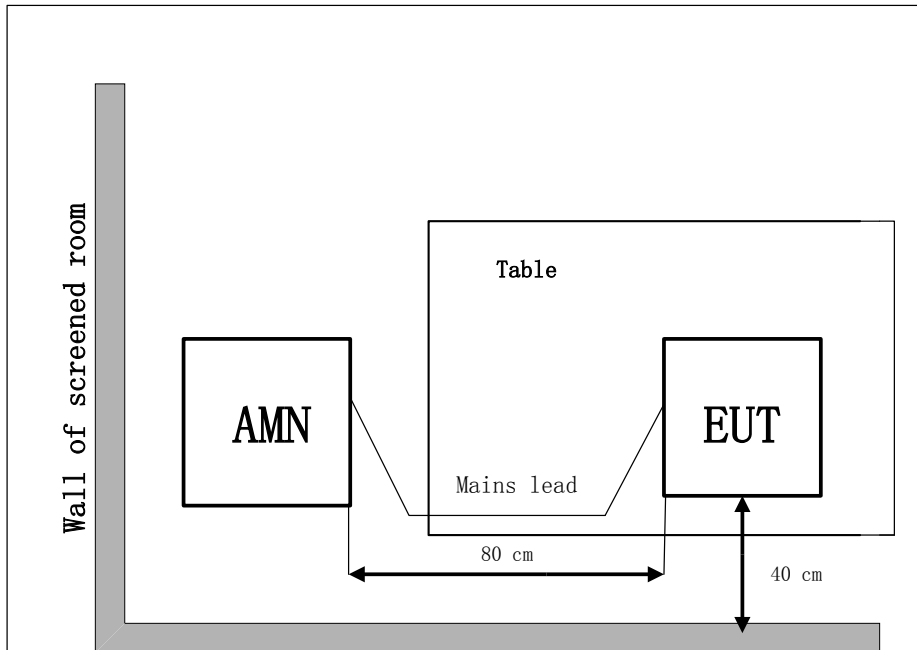 Wall of screened room
Table
AMN
EUT
Mains lead
80 cm
40 cm